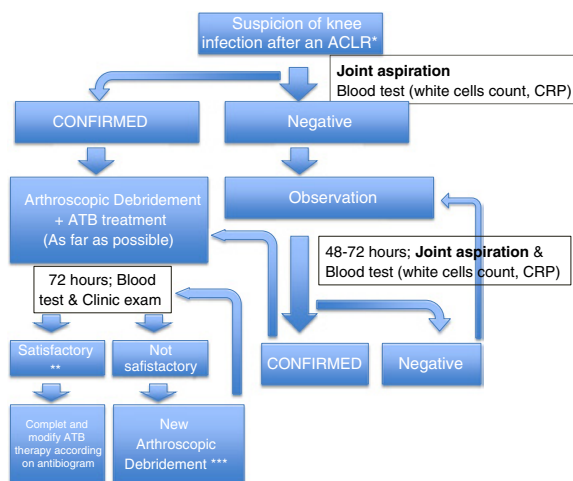 Suspicion of knee
infection after an ACLR*
Joint aspiration
Blood test (white cells count, CRP)
CONFIRMED
Negative
Arthroscopic Debridement
+ ATB treatment
(As far as possible)
Observation
48-72 hours; Joint aspiration &
Blood test (white cells count, CRP)
72 hours; Blood
test & Clinic exam
Satisfactory
**
Not
safistactory
CONFIRMED
Negative
Complet and
modify ATB
therapy according
on antibiogram
New
Arthroscopic
Debridement ***